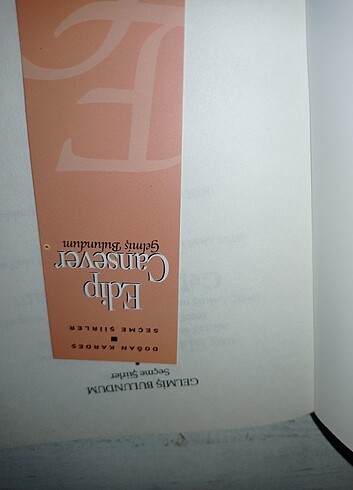 GELMİŞ BULUNDUM
Seçme Şiirler
DOĞAN KARDEŞ
SEÇME ŞİİRLER
Edip
Cansever
Gelmiş Bulundum